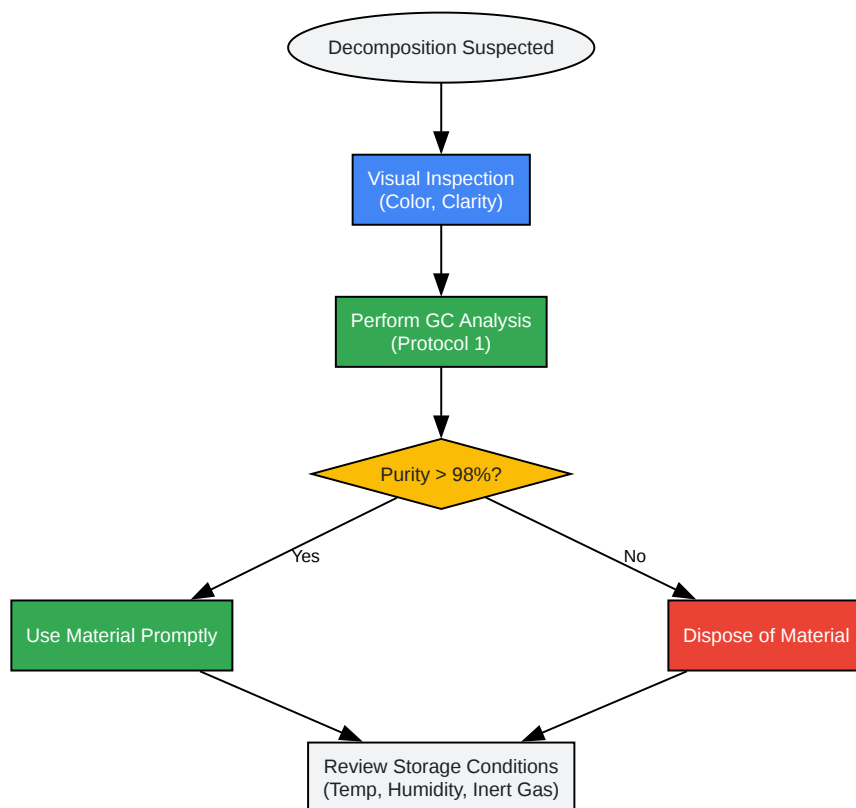 Decomposition Suspected
Visual Inspection
(Color, Clarity)
Perform GC Analysis
(Protocol 1)
Purity > 98%?
Yes
No
Use Material Promptly
Dispose of Material
Review Storage Conditions
(Temp, Humidity, Inert Gas)